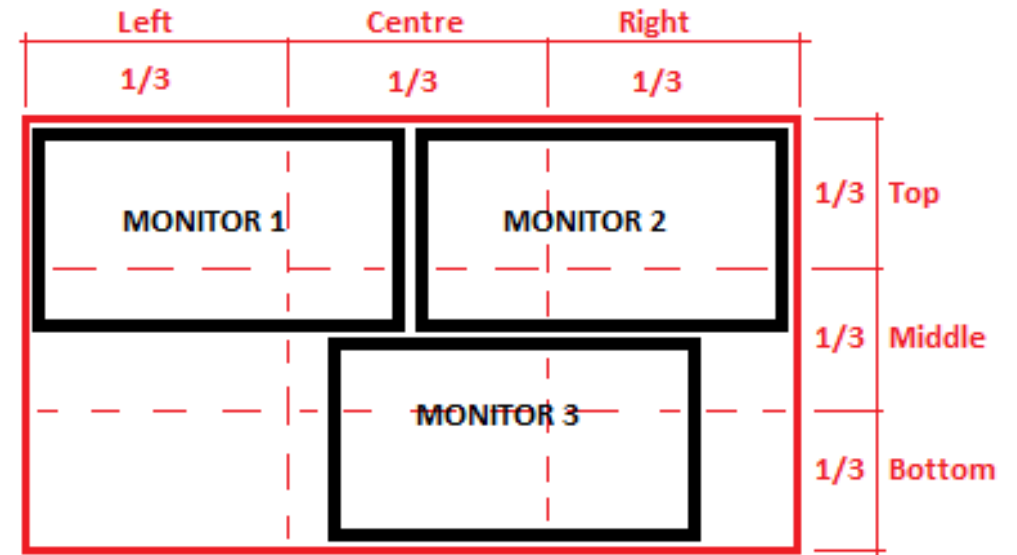 Left Centre Right
1/3 1/3 1/3
MONITOR 1 MONITOR 2 1/3 Top
1/3 Middle
MONITOR 3
1/3 Bottom